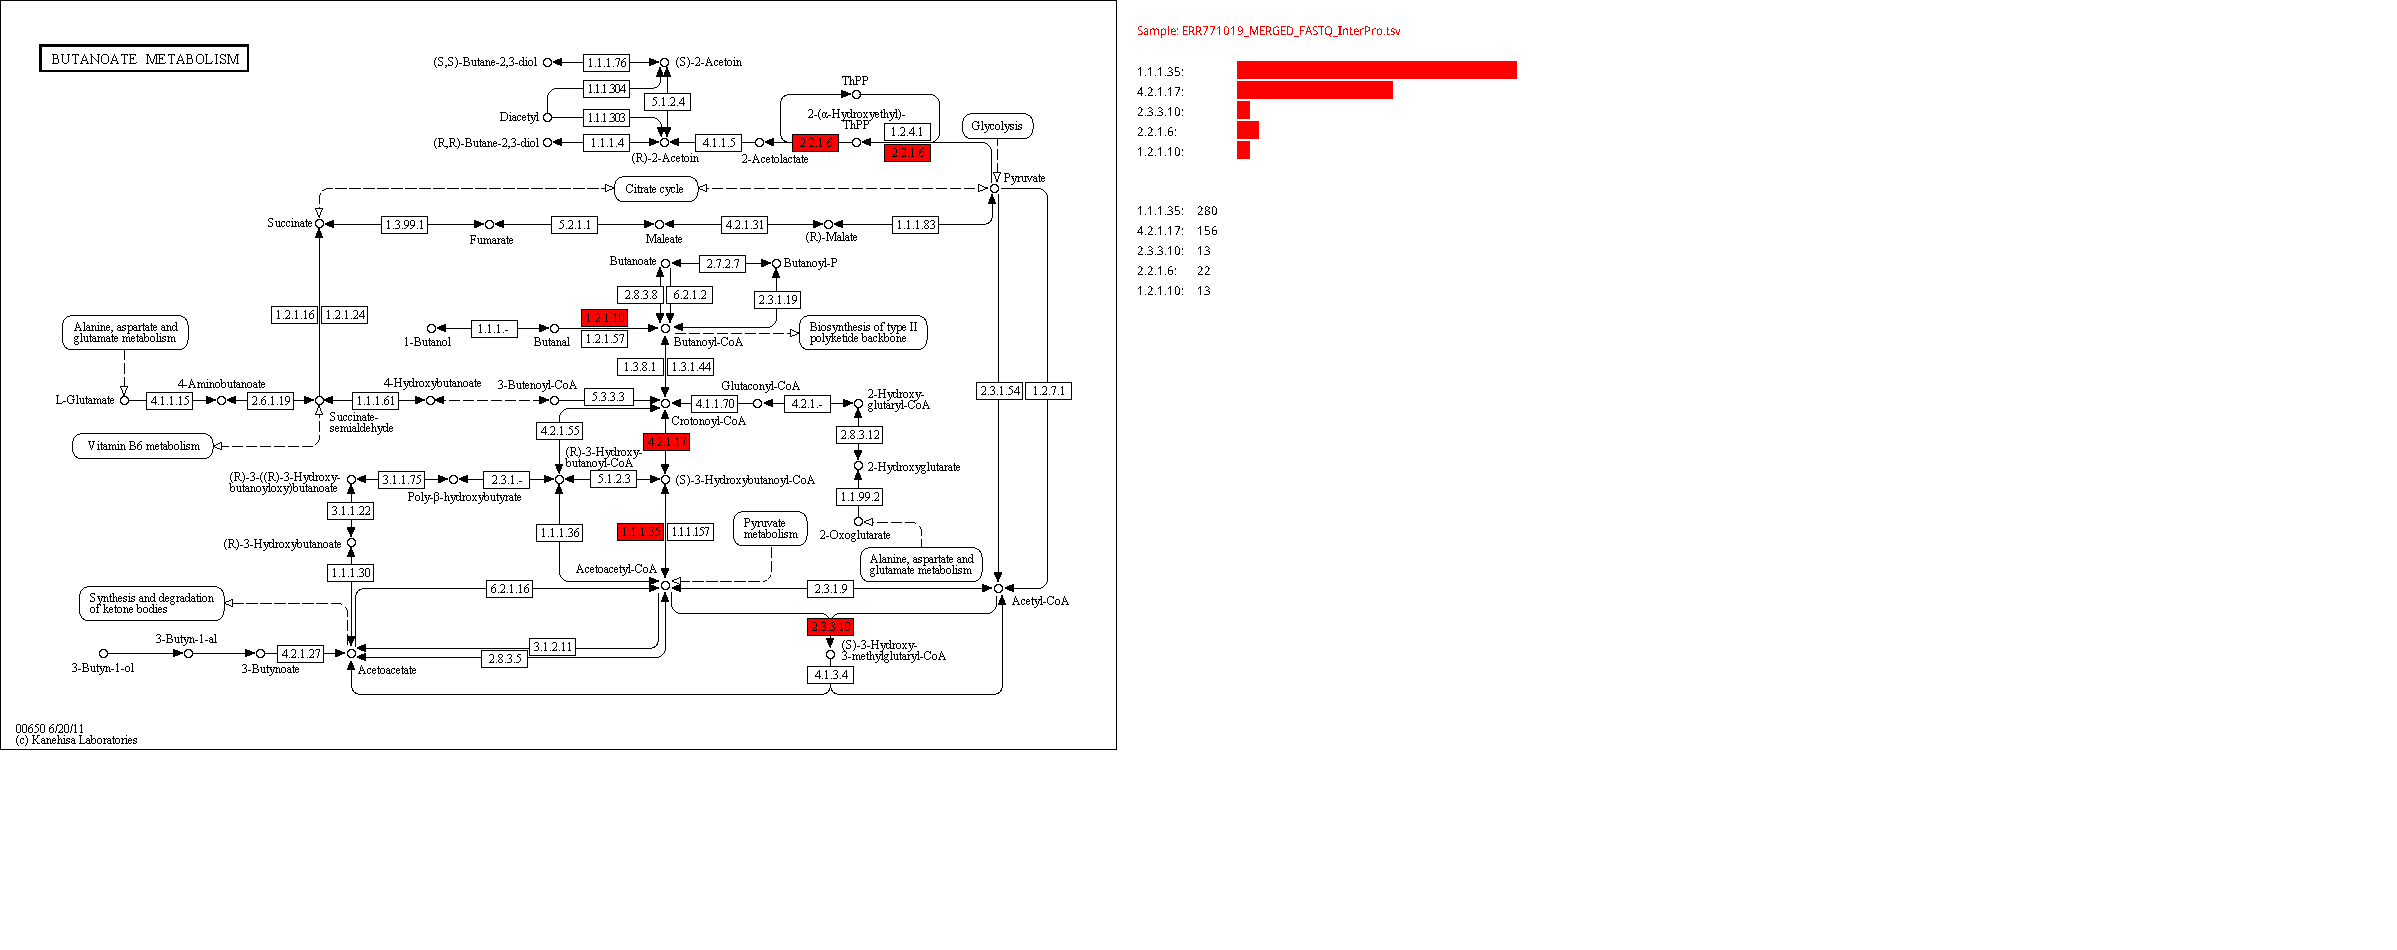 BUTANOATE METABOLISM
(S,S)-Butane-2,3-diol
1.1.1.76
(S)-2-Acetoin
1.1.1.304
5.1.2.4
Diacetyl
1.1.1.303
(R,R)-Butane-2,3-diol
1.1.1.4
(R)-2-Acetoin
4.1.1.5
2-Acetolactate
2.2.1.6
ThPP
2-(α-Hydroxyethyl)-
ThPP
1.2.4.1
2.2.1.6
Glycolysis
Pyruvate
Citrate cycle
Succinate
1.3.99.1
Fumarate
5.2.1.1
Maleate
4.2.1.31
(R)-Malate
1.1.1.83
Butanoate
2.7.2.7
Butanoyl-P
2.8.3.8
6.2.1.2
2.3.1.19
1.2.1.16
1.2.1.24
1.2.1.10
1-Butanol
1.1.1.-
Butanal
1.2.1.57
Butanoyl-CoA
Biosynthesis of type II
polyketide backbone
Alanine, aspartate and
glutamate metabolism
1.3.8.1
1.3.1.44
L-Glutamate
4.1.1.15
4-Aminobutanoate
2.6.1.19
Succinate-
semialdehyde
1.1.1.61
4-Hydroxybutanoate
3-Butenoyl-CoA
5.3.3.3
Crotonoyl-CoA
4.1.1.70
Glutaconyl-CoA
4.2.1.-
2-Hydroxy-
glutaryl-CoA
2.3.1.54
1.2.7.1
Vitamin B6 metabolism
4.2.1.55
4.2.1.17
2.8.3.12
(R)-3-Hydroxy-
butanoyl-CoA
2-Hydroxyglutarate
(R)-3-((R)-3-Hydroxy-
butanoyloxy)butanoate
3.1.1.75
Poly-β-hydroxybutyrate
2.3.1.-
5.1.2.3
(S)-3-Hydroxybutanoyl-CoA
1.1.99.2
3.1.1.22
1.1.1.36
1.1.1.35
1.1.1.157
Pyruvate
metabolism
2-Oxoglutarate
(R)-3-Hydroxybutanoate
Alanine, aspartate and
glutamate metabolism
1.1.1.30
Acetoacetyl-CoA
6.2.1.16
2.3.1.9
Acetyl-CoA
Synthesis and degradation
of ketone bodies
2.3.3.10
3-Butyn-1-al
3-Butyn-1-ol
3-Butynoate
4.2.1.27
Acetoacetate
3.1.2.11
2.8.3.5
(S)-3-Hydroxy-
3-methylglutaryl-CoA
4.1.3.4
00650 6/20/11
(c) Kanehisa Laboratories
Sample: ERR771019_MERGED_FASTQ_InterPro.tsv
1.1.1.35:
4.2.1.17:
2.3.3.10:
2.2.1.6:
1.2.1.10:
1.1.1.35: 280
4.2.1.17: 156
2.3.3.10: 13
2.2.1.6: 22
1.2.1.10: 13